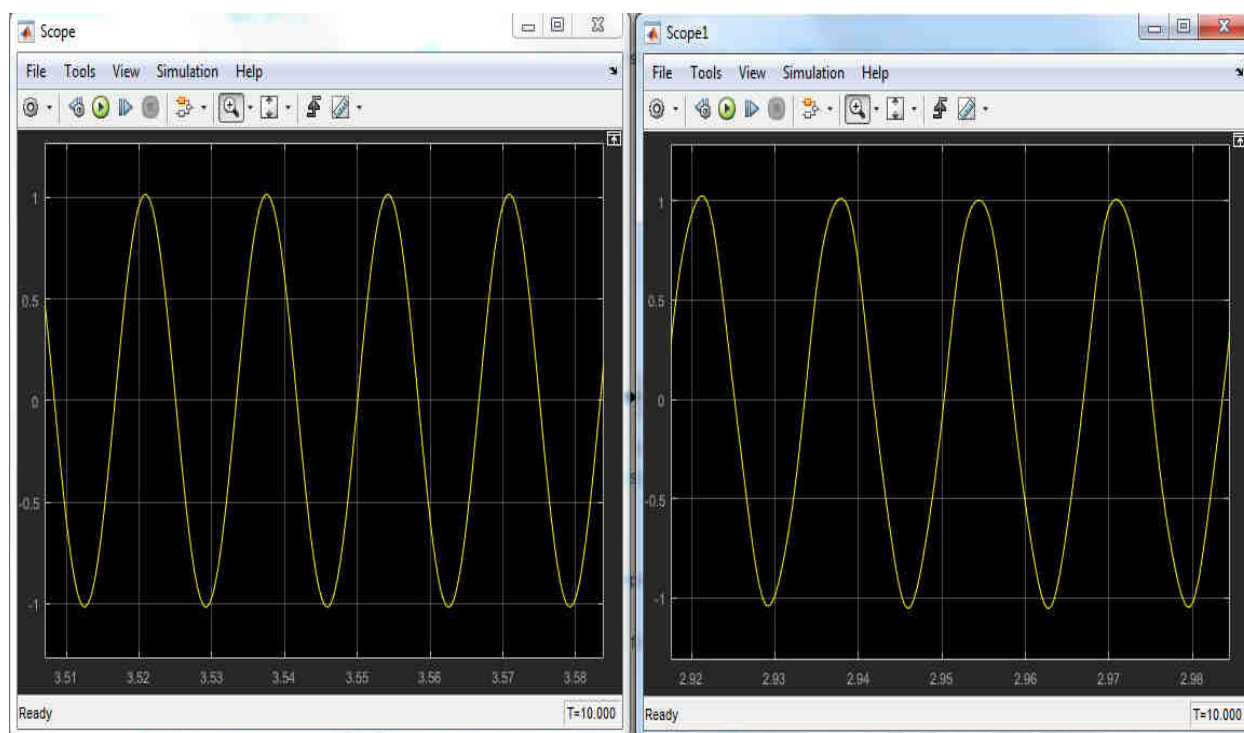 Scope
File Tools View Simulation Help
1
0.5
0
-0.5
-1
3.51 3.52 3.53 3.54 3.55 3.56 3.57 3.58
Ready T=10.000
Scope1
File Tools View Simulation Help
1
0.5
0
-0.5
-1
2.92 2.93 2.94 2.95 2.96 2.97 2.98
Ready T=10.000